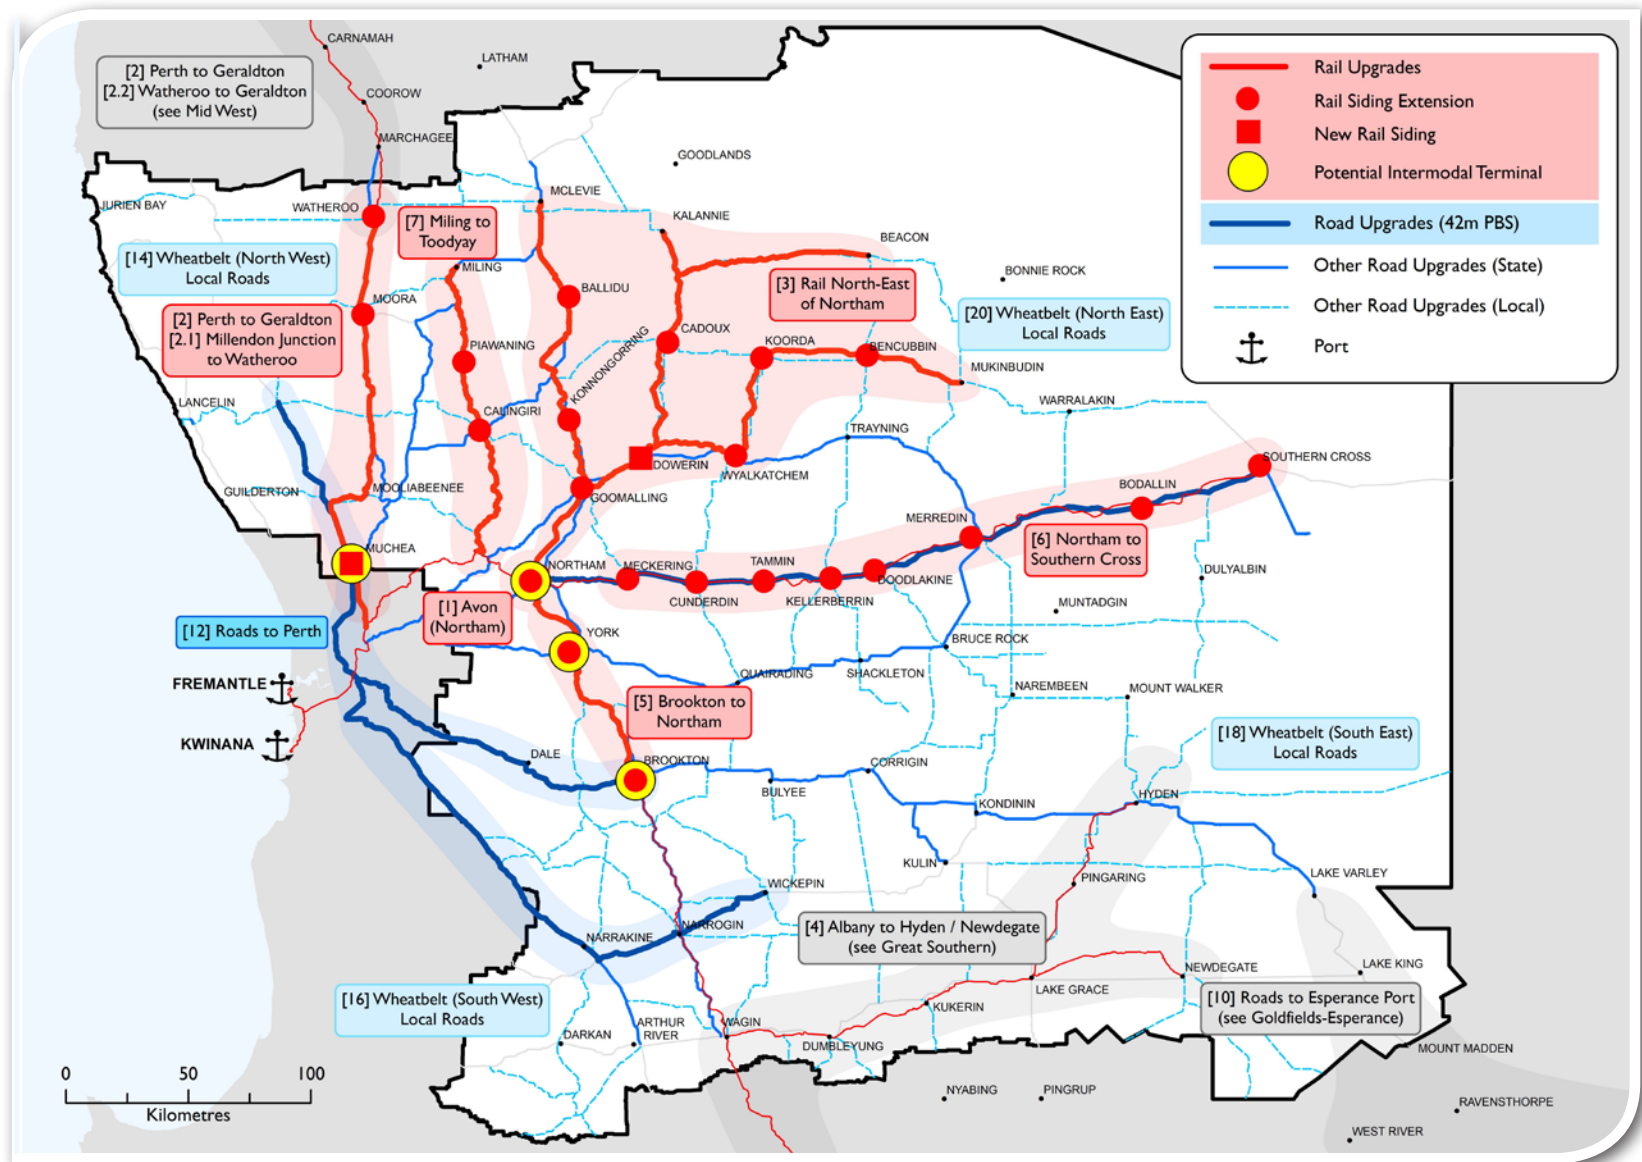 CARNAMAH
LATHAM
[2] Perth to Geraldton
[2.2] Watheroo to Geraldton
(see Mid West)
COOROW
MARCHAGEE
GOODLANDS
Rail Upgrades
Rail Siding Extension
New Rail Siding
Potential Intermodal Terminal
Road Upgrades (42m PBS)
Other Road Upgrades (State)
Other Road Upgrades (Local)
Port
JURIEN BAY
WATHEROO
[7] Miling to
Toodyay
MCLEVIE
KALANNIE
BEACON
BONNIE ROCK
[14] Wheatbelt (North West)
Local Roads
MILING
BALLIDU
[3] Rail North-East
of Northam
[20] Wheatbelt (North East)
Local Roads
MOORA
[2] Perth to Geraldton
[2.1] Millendon Junction
to Watheroo
PIAWANING
KONNONGORRING
CADOUX
KOORDA
BENCUBBIN
MUKINBUDIN
LANCELIN
CALINGIRI
WARRALAKIN
TRAYNING
DOWERIN
WYALKATCHEM
SOUTHERN CROSS
GUILDERTON
MOOLIABEENEE
GOOMALLING
BODALLIN
MERREDIN
[6] Northam to
Southern Cross
MUCHEA
NORTHAM
MECKERING
TAMMIN
DOODLAKINE
CUNDERDIN
KELLERBERRIN
DULYALBIN
MUNTADGIN
[1] Avon
(Northam)
[12] Roads to Perth
YORK
BRUCE ROCK
QUAIRADING
SHACKLETON
FREMANTLE
NAREMBEEN
MOUNT WALKER
[5] Brookton to
Northam
KWINANA
[18] Wheatbelt (South East)
Local Roads
DALE
BROOKTON
CORRIGIN
BULYEE
HYDEN
KONDININ
KULIN
PINGARING
LAKE VARLEY
WICKEPIN
NARRAKINE
NARROGIN
[4] Albany to Hyden / Newdegate
(see Great Southern)
NEWDEGATE
LAKE KING
LAKE GRACE
[10] Roads to Esperance Port
(see Goldfields-Esperance)
[16] Wheatbelt (South West)
Local Roads
KUKERIN
DARKAN
ARTHUR
RIVER
WAGIN
DUMBLEYUNG
MOUNT MADDEN
0 50 100
Kilometres
NYABING
PINGRUP
RAVENSTHORPE
WEST RIVER